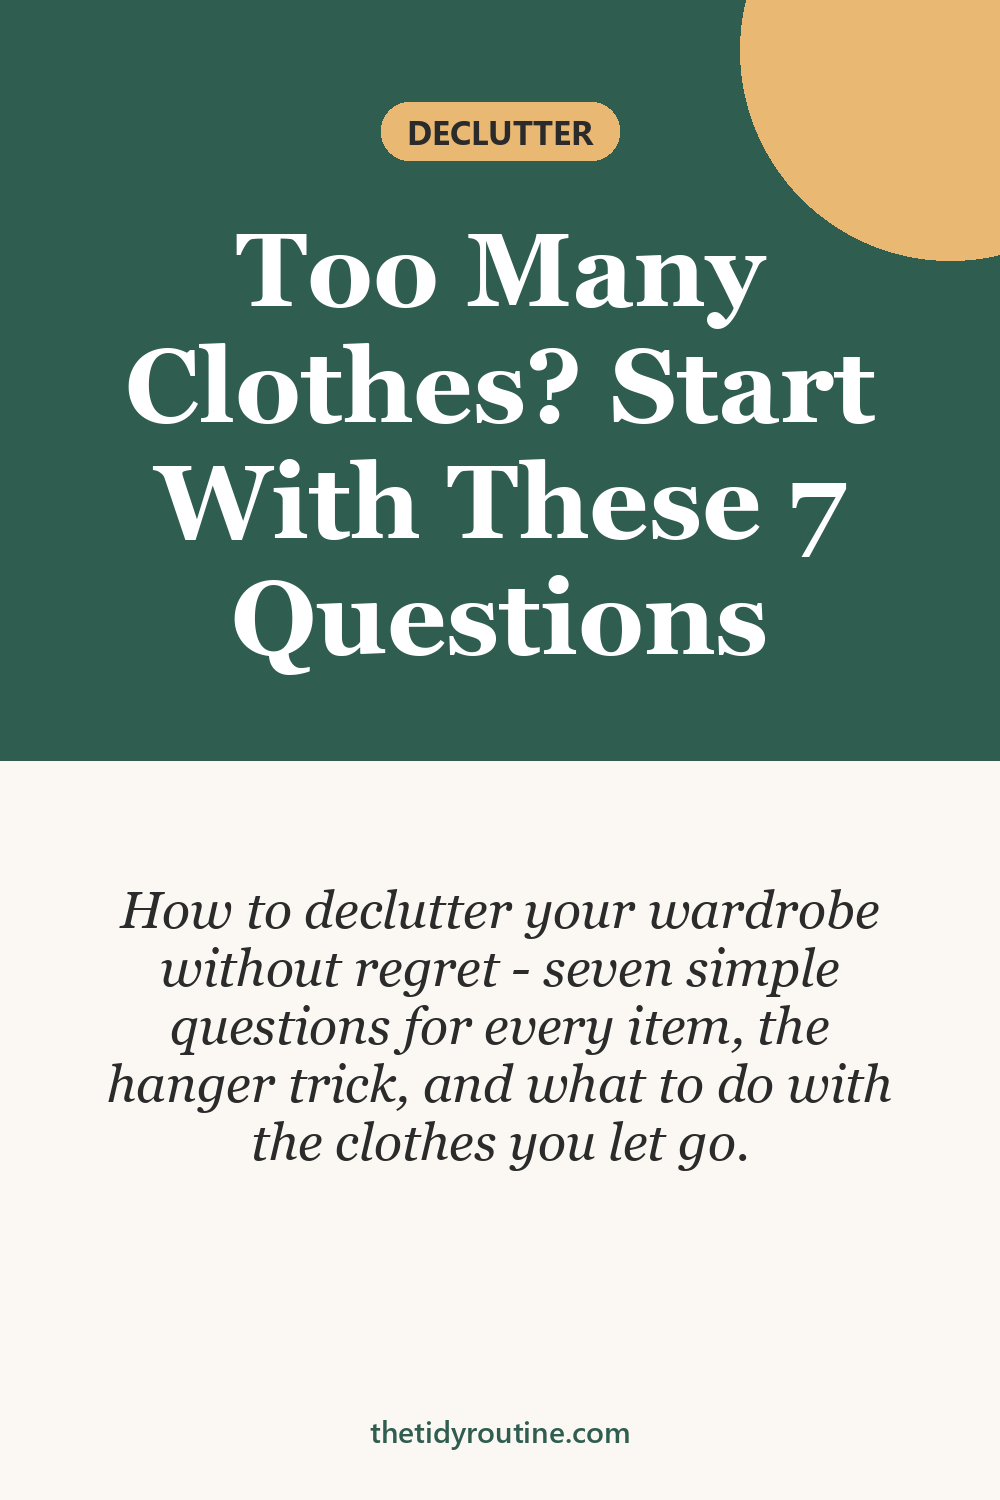 DECLUTTER
Too Many
Clothes? Start
With These 7
Questions
How to declutter your wardrobe
without regret - seven simple
questions for every item, the
hanger trick, and what to do with
the clothes you let go.
thetidyroutine.com